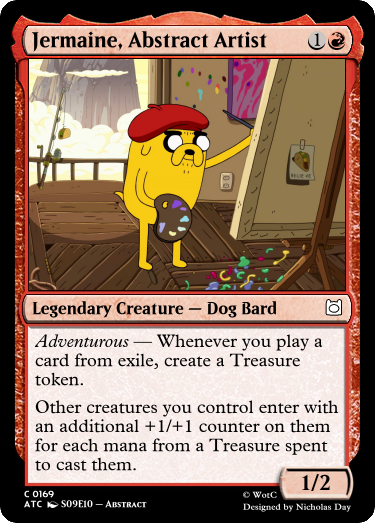 Jermaine, Abstract Artist 1
Legendary Creature — Dog Bard
Adventurous — Whenever you play a
card from exile, create a Treasure
token.
Other creatures you control enter with
an additional +1/+1 counter on them
for each mana from a Treasure spent
to cast them.
1/2
C 0169
ATC S09E10 – Abstract
© WotC
Designed by Nicholas Day